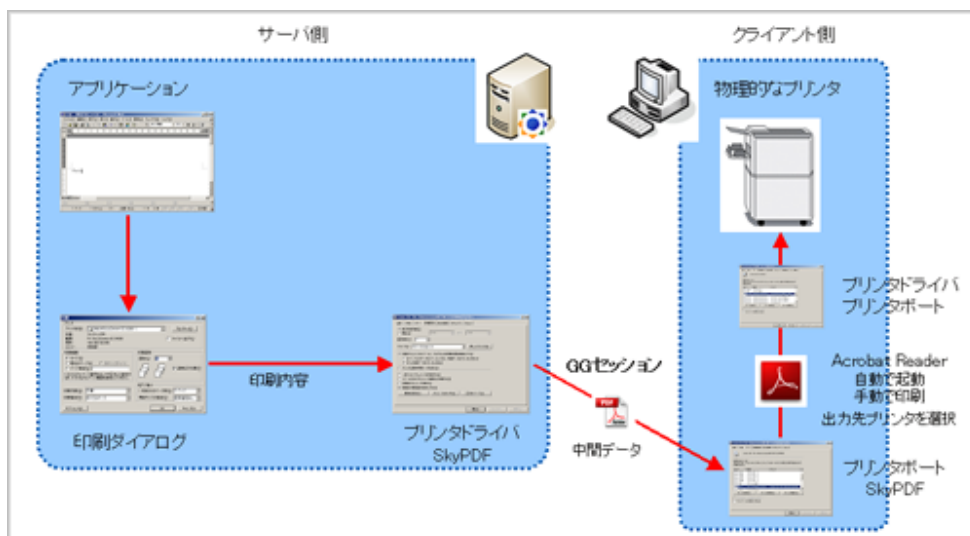 サーバ側
クライアント側
アプリケーション
物理的なプリンタ
印刷ダイアログ
印刷内容
プリンタドライバ
SkyPDF
GGセッション
PDF
中間データ
プリンタドライバ
プリンタポート
Acrobat Reader
自動で起動
手動で印刷
出力先プリンタを選択
プリンタポート
SkyPDF